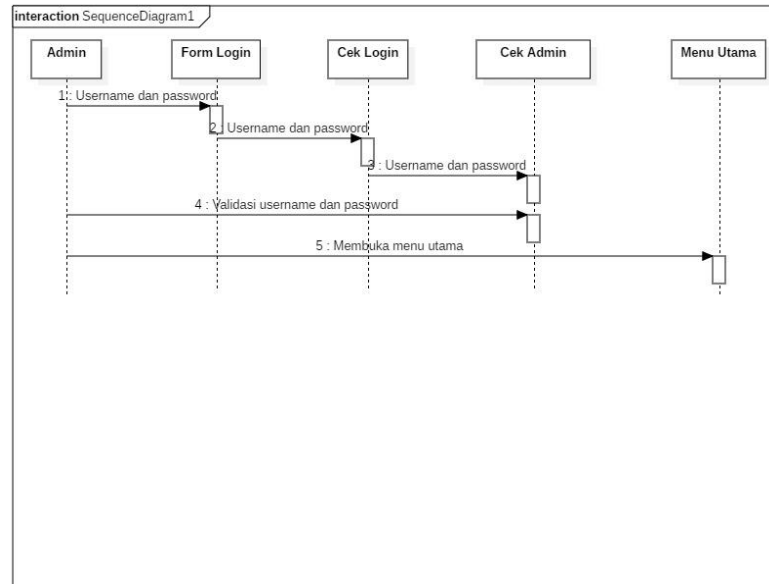 interaction SequenceDiagram1
Admin
Form Login
Cek Login
Cek Admin
Menu Utama
1 : Username dan password
2 : Username dan password
3 : Username dan password
4 : Validasi username dan password
5 : Membuka menu utama